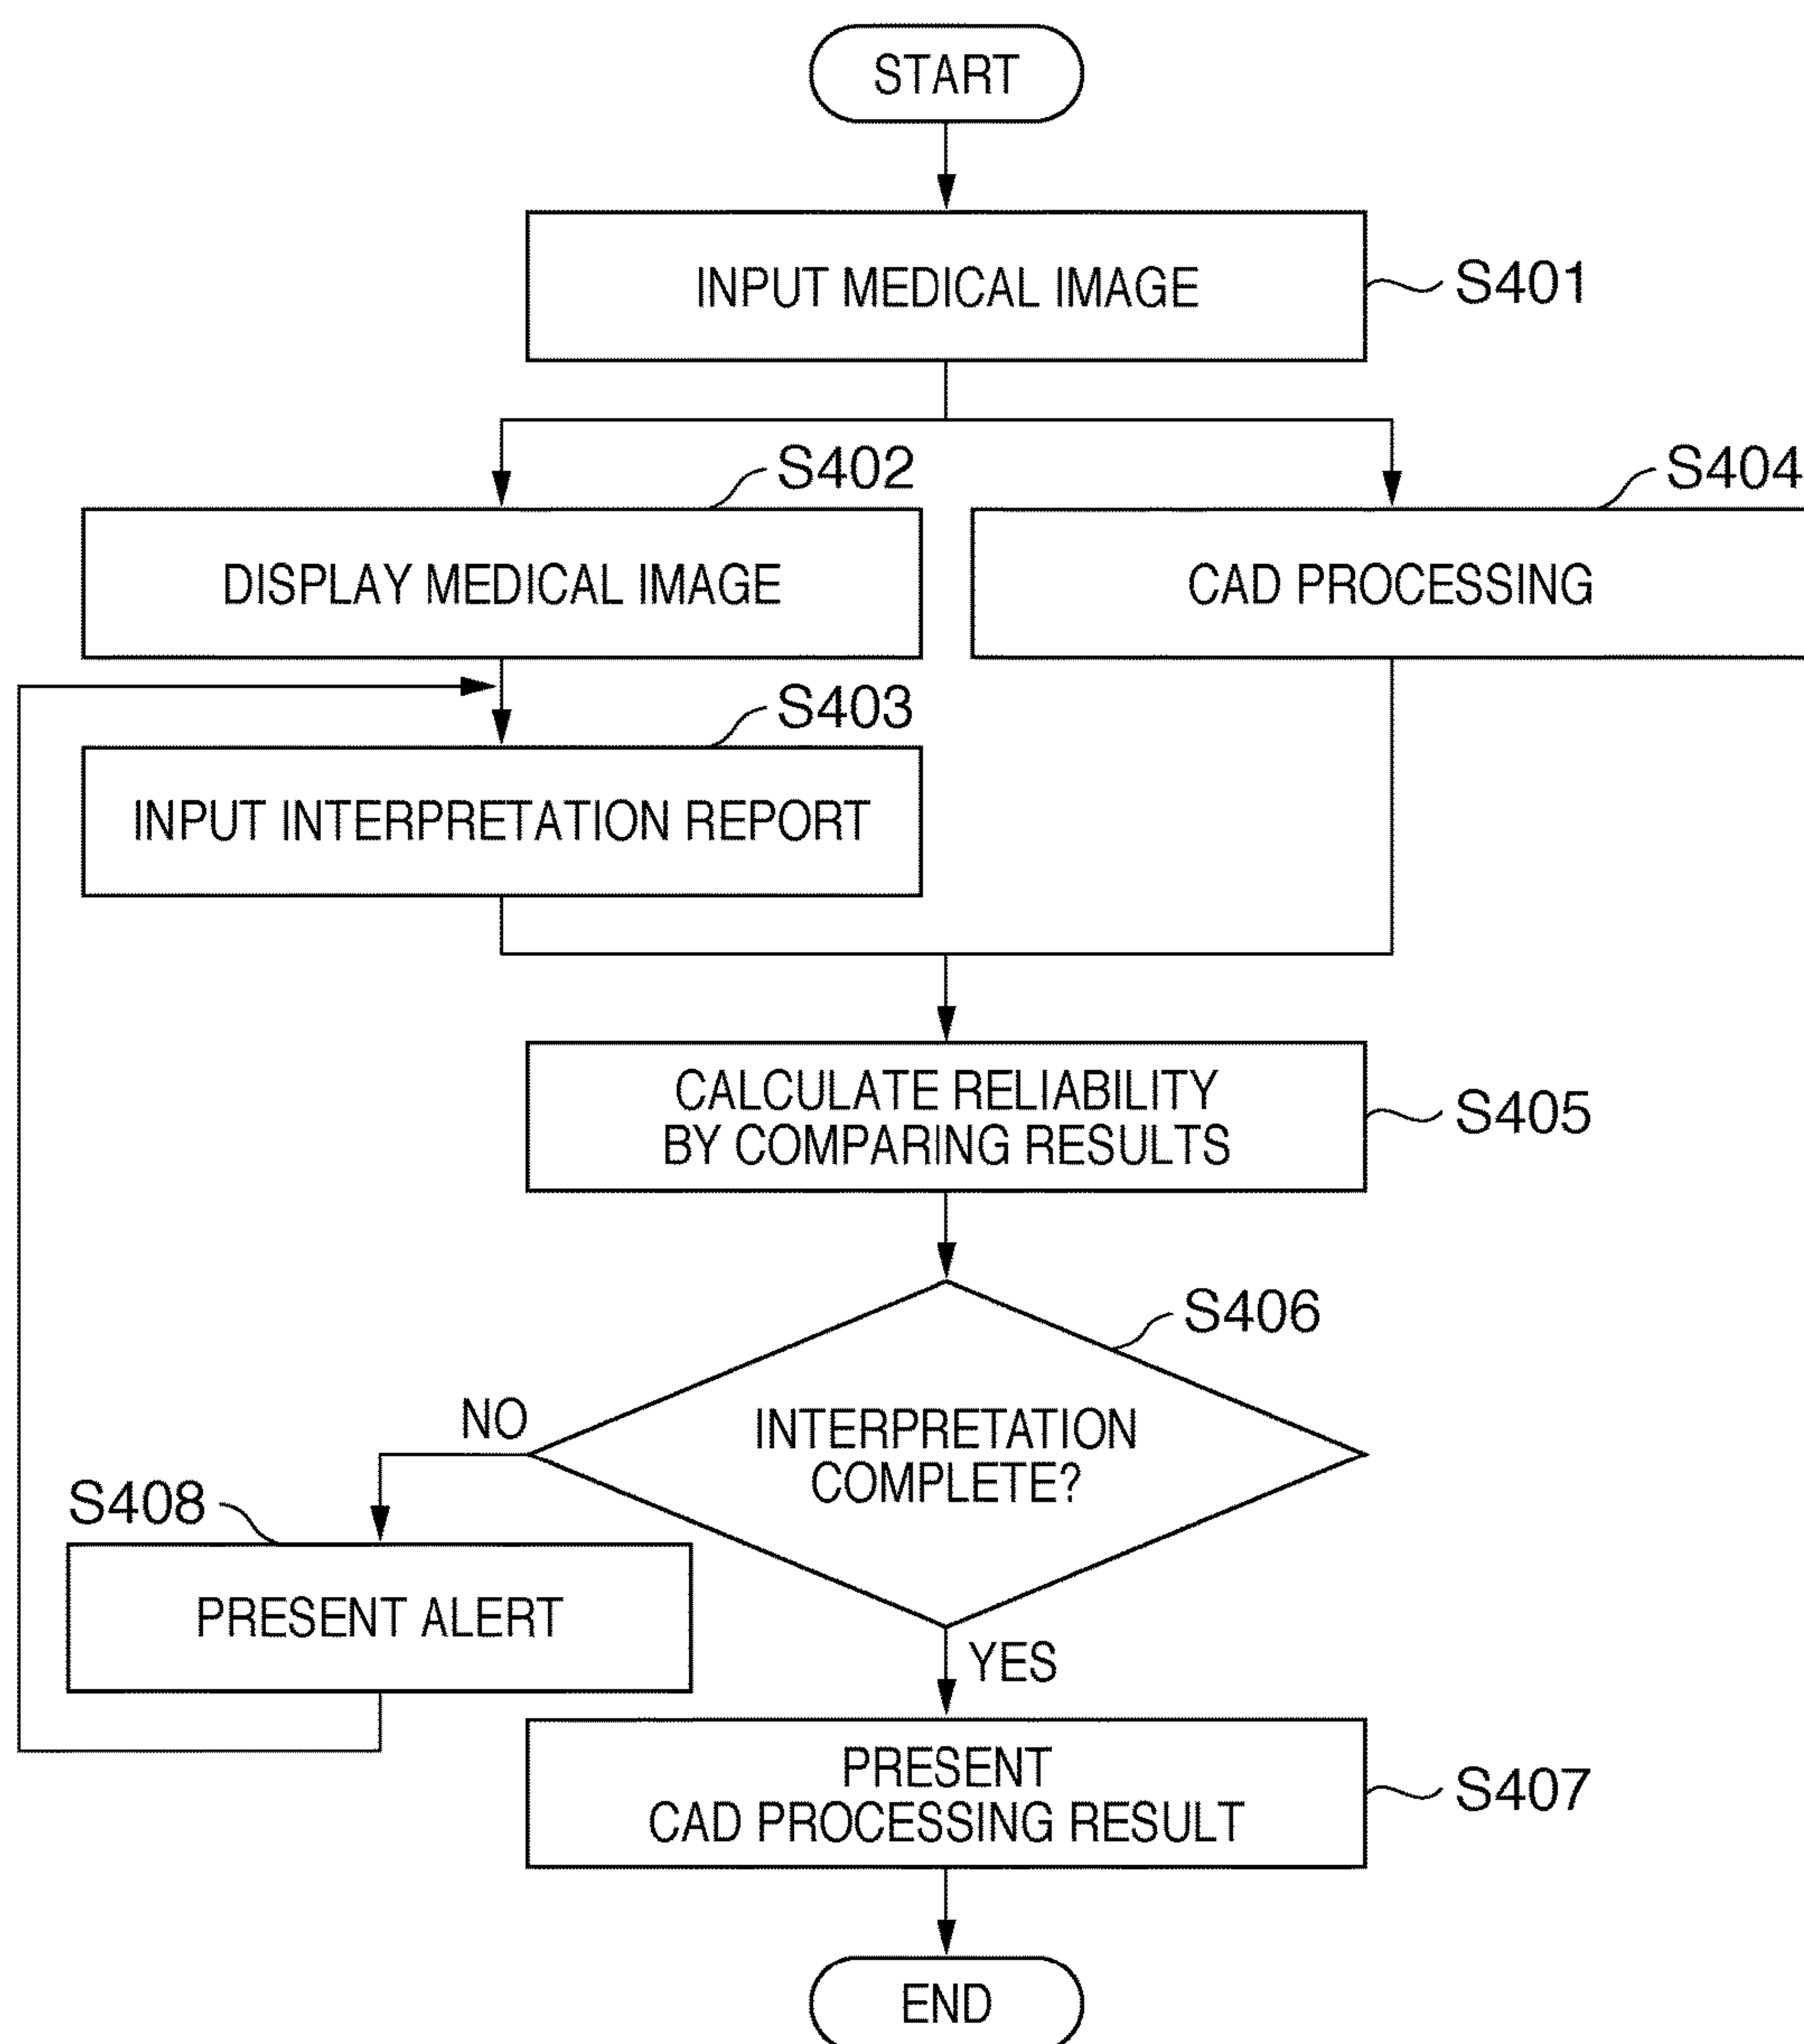 START
INPUT MEDICAL IMAGE
S401
S402
S404
DISPLAY MEDICAL IMAGE
CAD PROCESSING
S403
INPUT INTERPRETATION REPORT
CALCULATE RELIABILITY
BY COMPARING RESULTS
S405
S406
INTERPRETATION
COMPLETE?
NO
S408
PRESENT ALERT
YES
PRESENT
CAD PROCESSING RESULT
S407
END